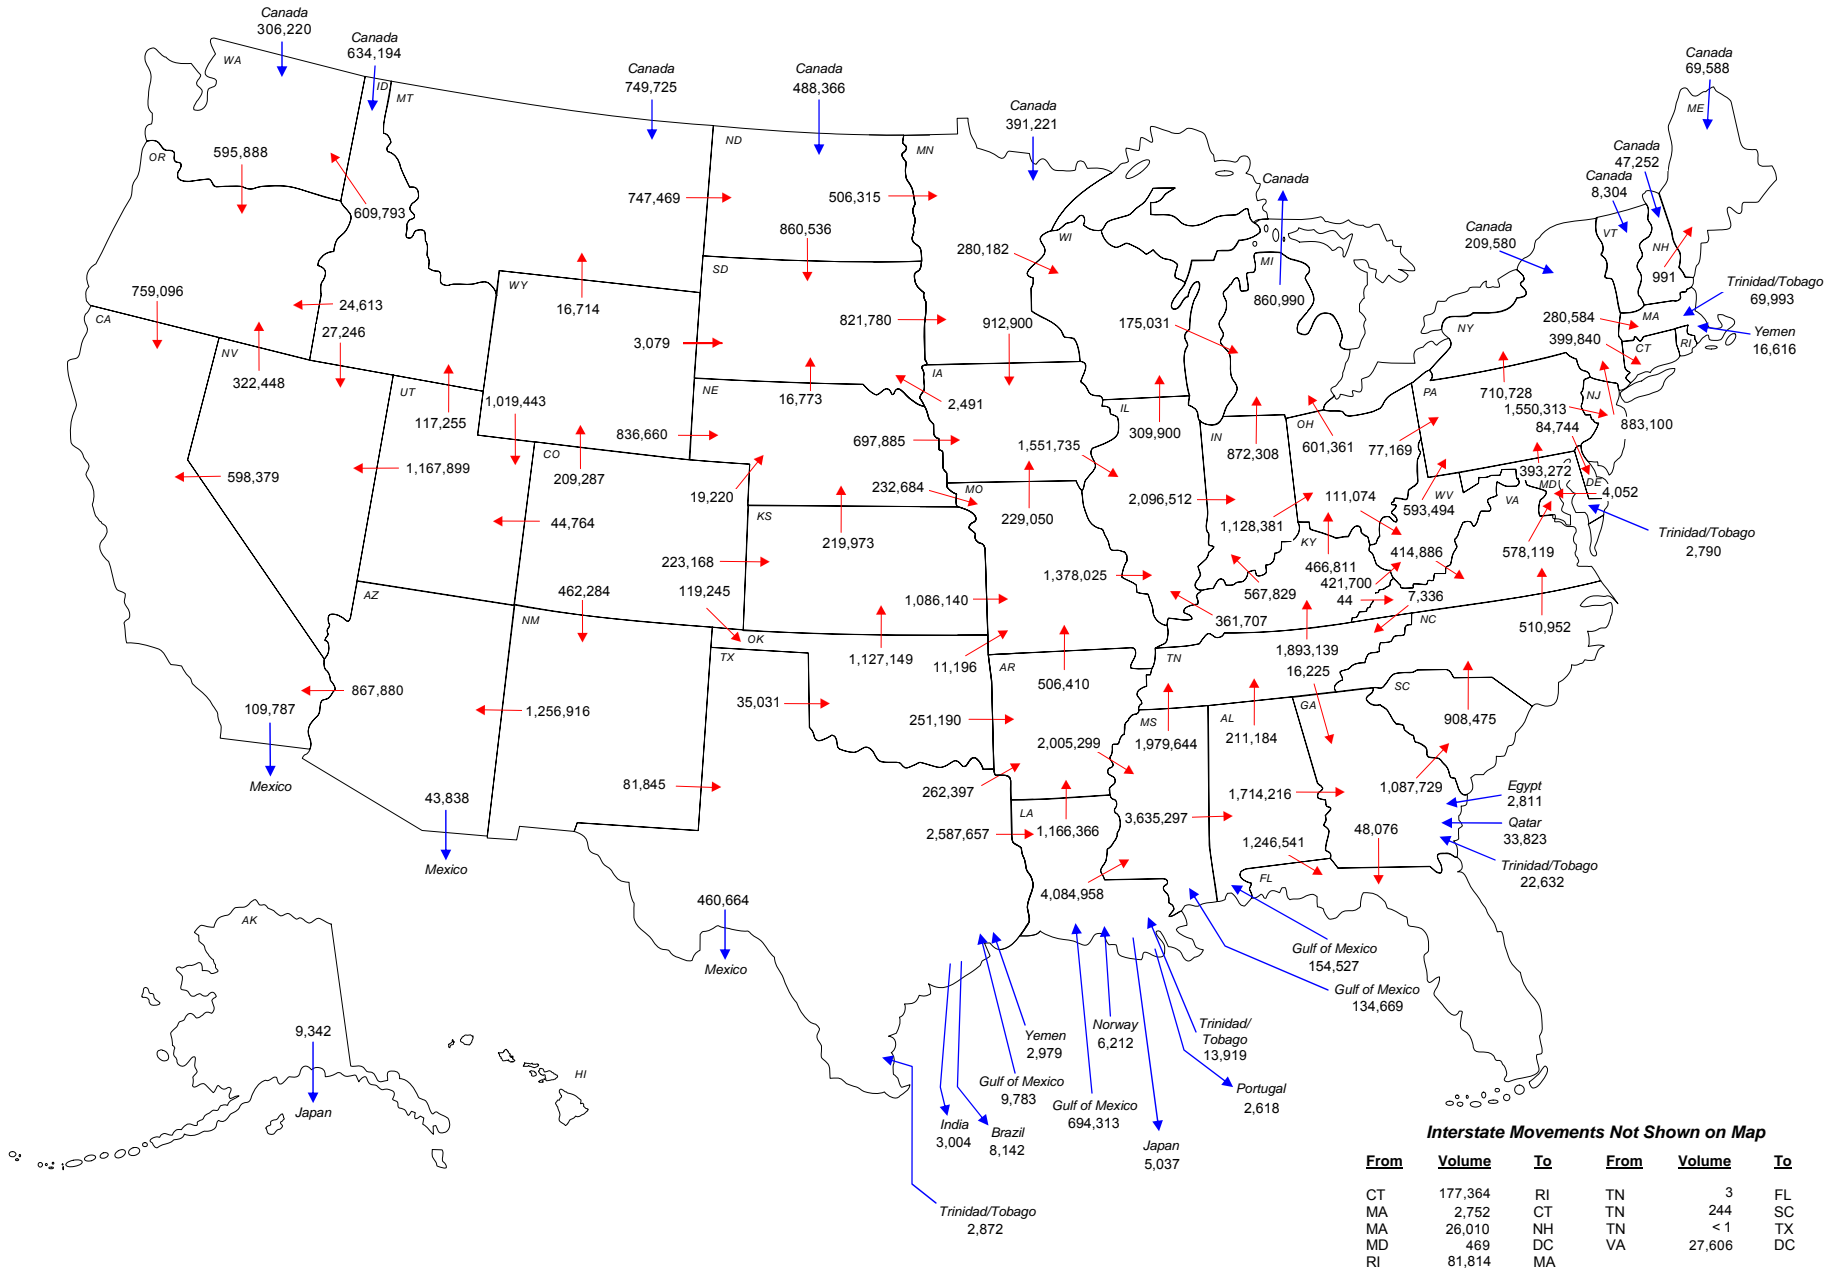 Canada
306,220
Canada
634,194
Canada
749,725
Canada
488,366
Canada
391,221
Canada
69,588
Canada
47,252
Canada
8,304
Canada
Canada
209,580
WA
ID
MT
ND
MN
ME
OR
WI
MI
VT
NH
595,888
609,793
747,469
506,315
860,536
280,182
860,990
991
Trinidad/Tobago
69,993
Yemen
16,616
SD
WY
16,714
24,613
27,246
759,096
CA
NV
322,448
3,079
821,780
912,900
175,031
NY
280,584
399,840
MA
CT
RI
UT
117,255
1,019,443
NE
16,773
IA
2,491
IL
309,900
IN
872,308
OH
601,361
PA
710,728
NJ
1,550,313
84,744
883,100
77,169
836,660
697,885
1,551,735
598,379
1,167,899
CO
209,287
19,220
232,684
MO
229,050
2,096,512
1,128,381
111,074
WV
593,494
VA
393,272
MD
DE
4,052
44,764
KS
219,973
KY
466,811
414,886
578,119
Trinidad/Tobago
2,790
223,168
1,378,025
421,700
567,829
44
7,336
AZ
462,284
119,245
1,086,140
361,707
NM
OK
TX
1,127,149
11,196
AR
506,410
TN
1,893,139
16,225
NC
510,952
SC
867,880
109,787
1,256,916
35,031
251,190
2,005,299
MS
1,979,644
AL
211,184
GA
908,475
Mexico
43,838
81,845
262,397
1,714,216
1,087,729
Egypt
2,811
Qatar
33,823
Trinidad/Tobago
22,632
LA
2,587,657
1,166,366
3,635,297
48,076
1,246,541
FL
Mexico
460,664
4,084,958
AK
Mexico
Gulf of Mexico
154,527
Gulf of Mexico
134,669
9,342
Japan
HI
Yemen
2,979
Norway
6,212
Trinidad/
Tobago
13,919
Gulf of Mexico
9,783
Gulf of Mexico
694,313
Portugal
2,618
India
3,004
Brazil
8,142
Japan
5,037
Trinidad/Tobago
2,872
Interstate Movements Not Shown on Map
From Volume To From Volume To
CT 177,364 RI TN 3 FL
MA 2,752 CT TN 244 SC
MA 26,010 NH TN < 1 TX
MD 469 DC VA 27,606 DC
RI 81,814 MA